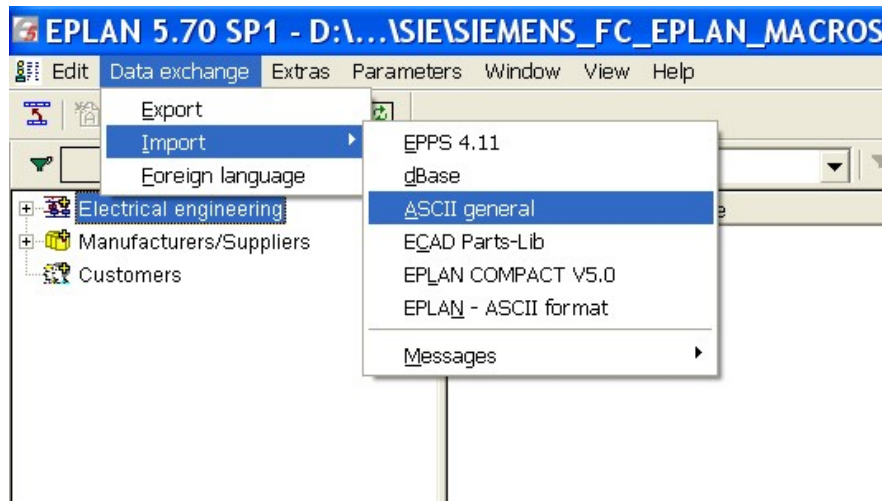 EPLAN 5.70 SP1 - D:\...\SIE\SIEMENS_FC_EPLAN_MACROS
Edit Data exchange Extras Parameters Window View Help
Export
Import
Foreign language
EPPS 4.11
dBase
ASCII general
ECAD Parts-Lib
EPLAN COMPACT V5.0
EPLAN - ASCII format
Messages
Electrical engineering
Manufacturers/Suppliers
Customers